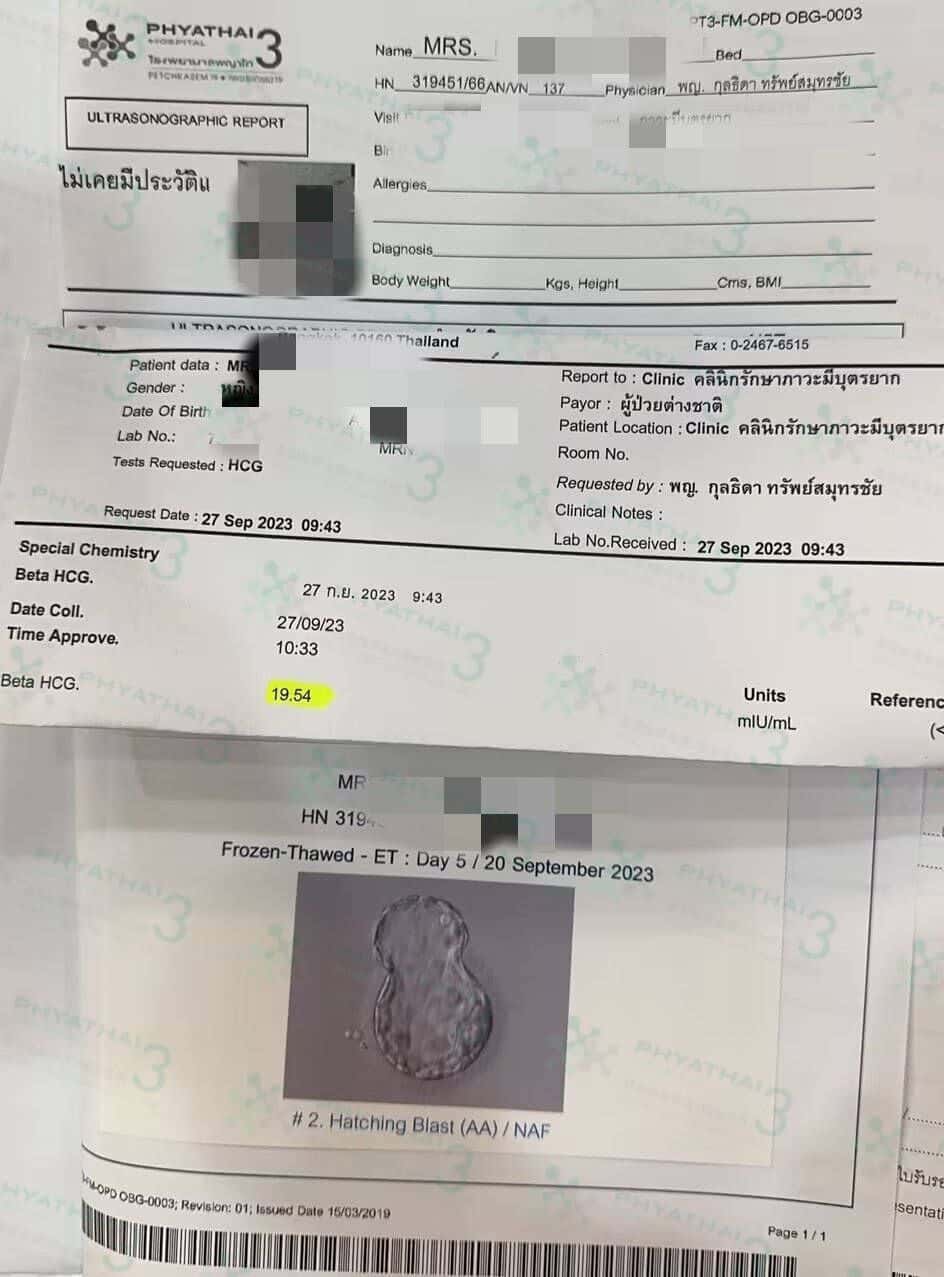 PHYATHAI 3
HOSPITAL
โรงพยาบาลพญาไท
PETCHKASEM 19
ULTRASONOGRAPHIC REPORT
ไม่เคยมีประวัติแ
PT3-FM-OPD OBG-0003
Name MRS.
Bed
HN 319451/66 AN/VN 137 Physician พญ. กุลธิดา ทรัพย์สมุทรชัย
Visit
Allergies
Diagnosis
Body Weight Kgs, Height Cms, BMI
10160 Thailand
Fax : 0-2467-6515
Patient data : MR
Gender : หญิง
Date Of Birth
Lab No.:
MRN
Tests Requested : HCG
Request Date : 27 Sep 2023 09:43
Report to : Clinic คลินิกรักษาภาวะมีบุตรยาก
Payor : ผู้ป่วยต่างชาติ
Patient Location : Clinic คลินิกรักษาภาวะมีบุตรยาก
Room No.
Requested by : พญ. กุลธิดา ทรัพย์สมุทรชัย
Clinical Notes :
Lab No.Received : 27 Sep 2023 09:43
Special Chemistry
Beta HCG. 27 ก.ย. 2023 9:43
Date Coll. 27/09/23
Time Approve. 10:33
Units Referenc
Beta HCG. 19.54 mIU/mL (<
MR
HN 319
Frozen-Thawed - ET : Day 5 / 20 September 2023
# 2. Hatching Blast (AA) / NAF
FM-OPD OBG-0003; Revision: 01; Issued Date 15/03/2019
Page 1 / 1